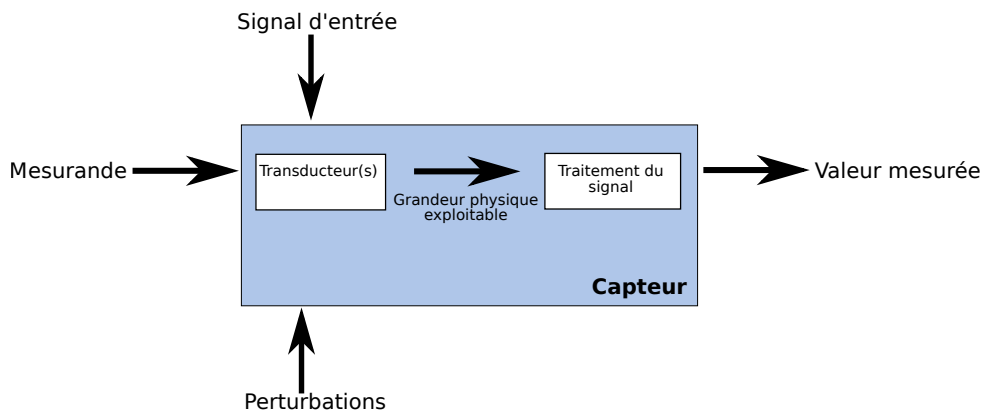 Signal d'entrée
Mesurande
Transducteur(s)
Grandeur physique
exploitable
Traitement du
signal
Valeur mesurée
Capteur
Perturbations